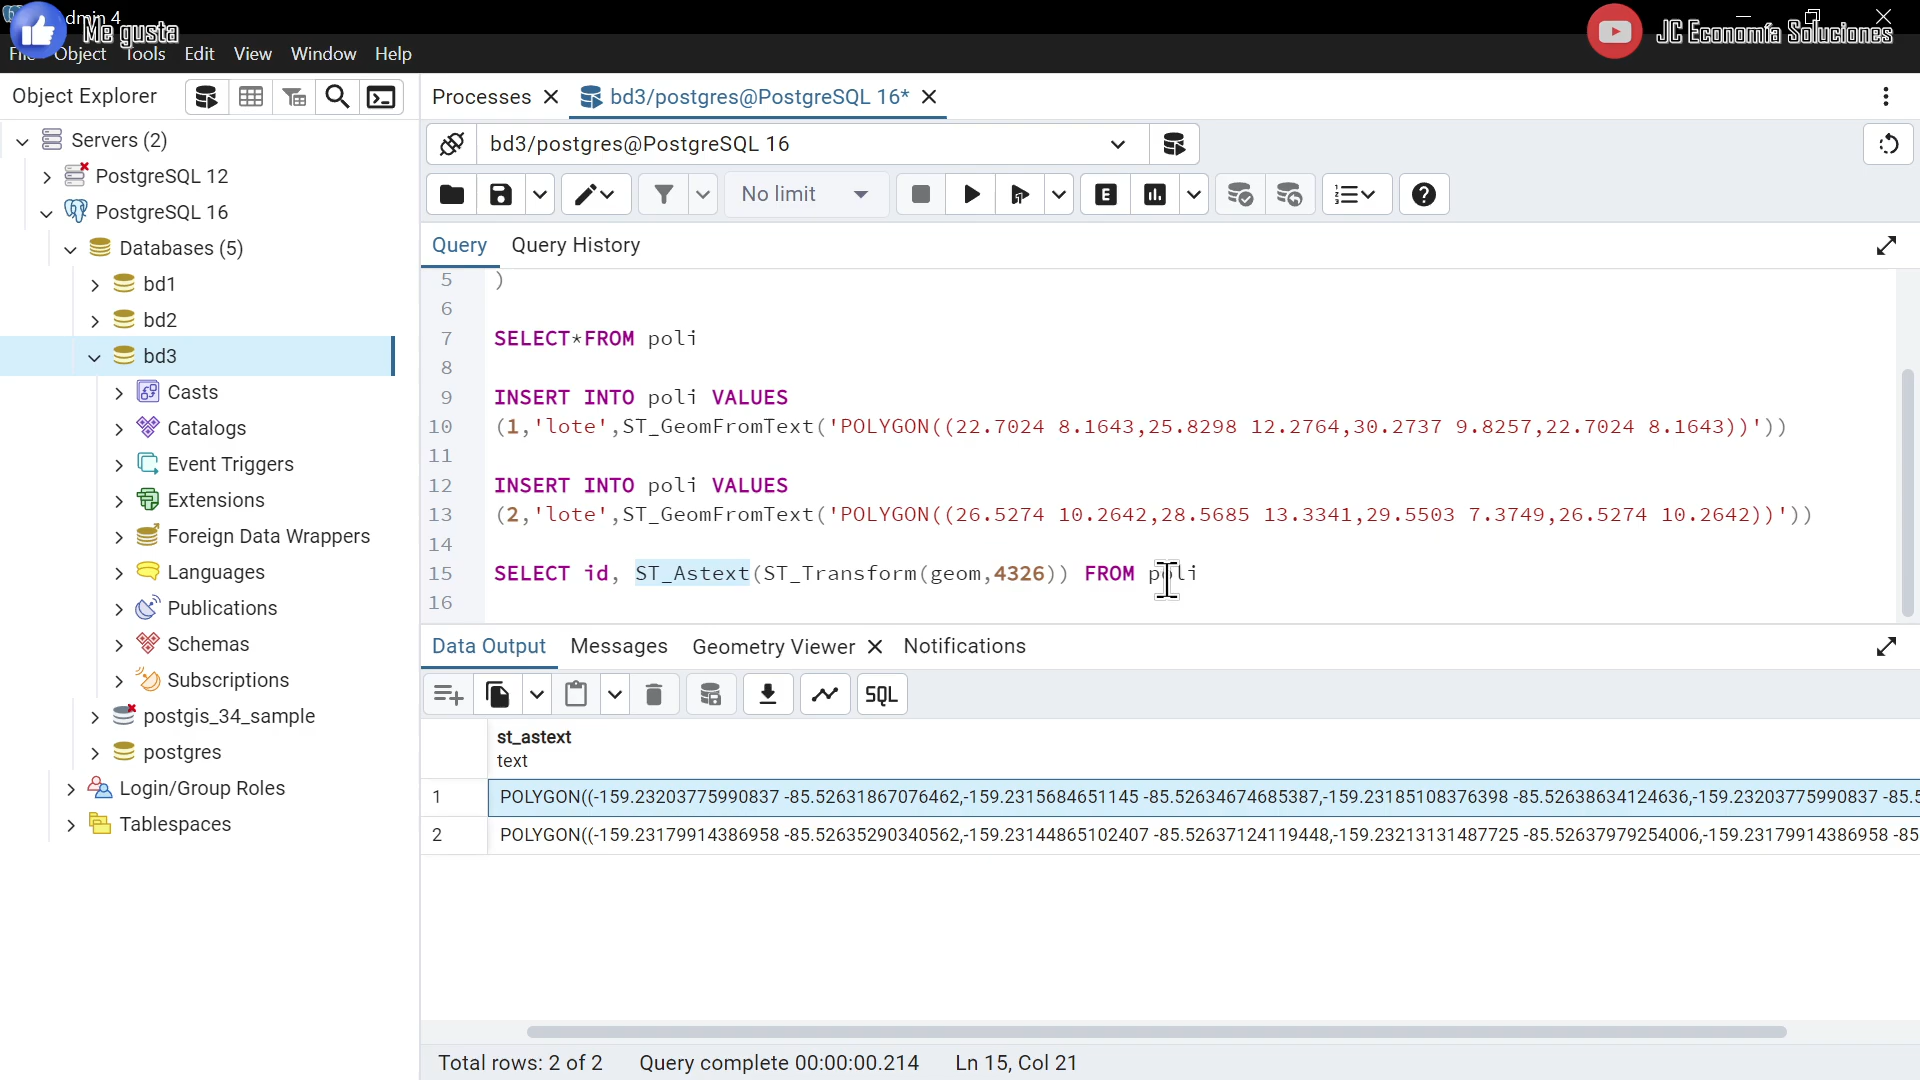 dmin 4
Me gusta
JC Economía Soluciones
File Object Tools Edit View Window Help
Object Explorer
Processes
bd3/postgres@PostgreSQL 16*
Servers (2)
PostgreSQL 12
PostgreSQL 16
Databases (5)
bd1
bd2
bd3
Casts
Catalogs
Event Triggers
Extensions
Foreign Data Wrappers
Languages
Publications
Schemas
Subscriptions
postgis_34_sample
postgres
Login/Group Roles
Tablespaces
bd3/postgres@PostgreSQL 16
No limit
E
Query Query History
5 )
6
7 SELECT*FROM poli
8
9 INSERT INTO poli VALUES
10 (1,'lote',ST_GeomFromText('POLYGON((22.7024 8.1643,25.8298 12.2764,30.2737 9.8257,22.7024 8.1643))'))
11
12 INSERT INTO poli VALUES
13 (2,'lote',ST_GeomFromText('POLYGON((26.5274 10.2642,28.5685 13.3341,29.5503 7.3749,26.5274 10.2642))'))
14
15 SELECT id, ST_Astext(ST_Transform(geom,4326)) FROM poli
16
Data Output Messages Geometry Viewer Notifications
SQL
st_astext
text
1 POLYGON((-159.23203775990837 -85.52631867076462,-159.2315684651145 -85.52634674685387,-159.23185108376398 -85.52638634124636,-159.23203775990837 -85.5
2 POLYGON((-159.23179914386958 -85.52635290340562,-159.23144865102407 -85.52637124119448,-159.23213131487725 -85.52637979254006,-159.23179914386958 -85
Total rows: 2 of 2 Query complete 00:00:00.214 Ln 15, Col 21